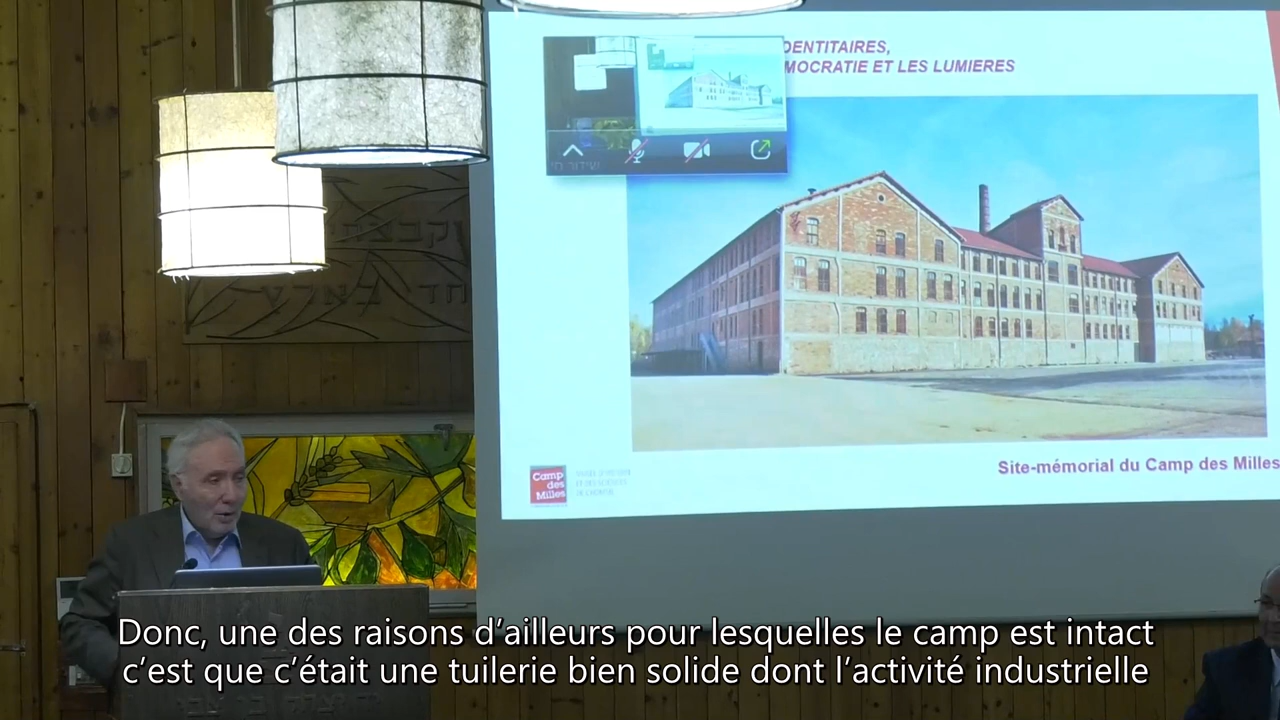 DENTITAIRES,
MOCRATIE ET LES LUMIERES
Site-mémorial du Camp des Milles
Camp
des
Milles
Donc, une des raisons d’ailleurs pour lesquelles le camp est intact
c’est que c’était une tuilerie bien solide dont l’activité industrielle